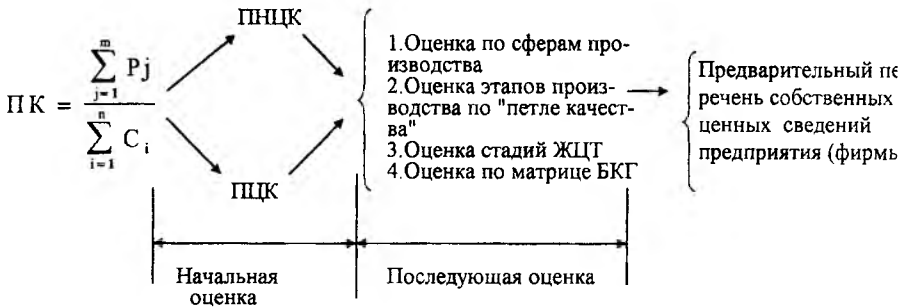 ПНЦК
ПК = 
m
∑ Pj
j=1
n
∑ C i
i=1
ПЦК
1.Оценка по сферам про-
изводства
2.Оценка этапов произ-
водства по "петле качест-
ва"
3.Оценка стадий ЖЦТ
4.Оценка по матрице БКГ
Предварительный пе
речень собственных
ценных сведений
предприятия (фирмы
Начальная
оценка
Последующая оценка